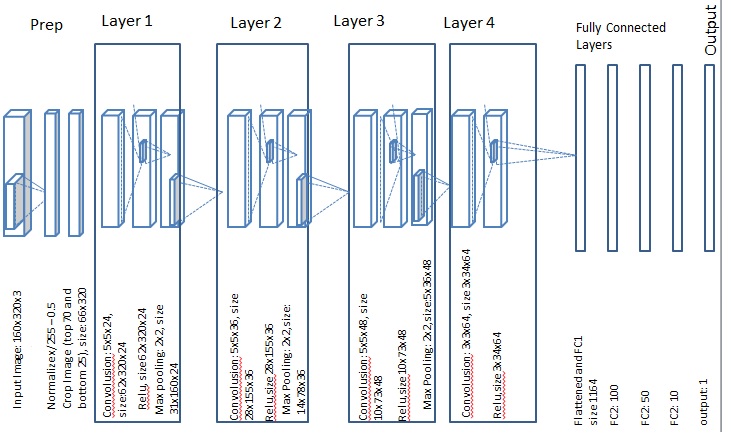 Prep
Layer 1
Layer 2
Layer 3
Layer 4
Fully Connected
Layers
Output
Input Image: 160x320x3
Normalize x/255 – 0.5
Crop Image (top 70 and
bottom 25), size: 66x320
Convolusion: 5x5x24,
size:62x320x24
Relu, size 62x320x24
Max pooling: 2x2, size
31x160x24
Convolusion: 5x5x36, size
28x155x36
Relu,size 28x155x36
Max Pooling: 2x2,size:
14x78x36
Convolusion: 5x5x48, size
10x73x48
Relu,size 10x73x48
Max Pooling: 2x2,size:5x36x48
Convolusion: 3x3x64, size 3x34x64
Relu,size 3x34x64
Flattened and FC1
size 1164
FC2: 100
FC2: 50
FC2: 10
output: 1